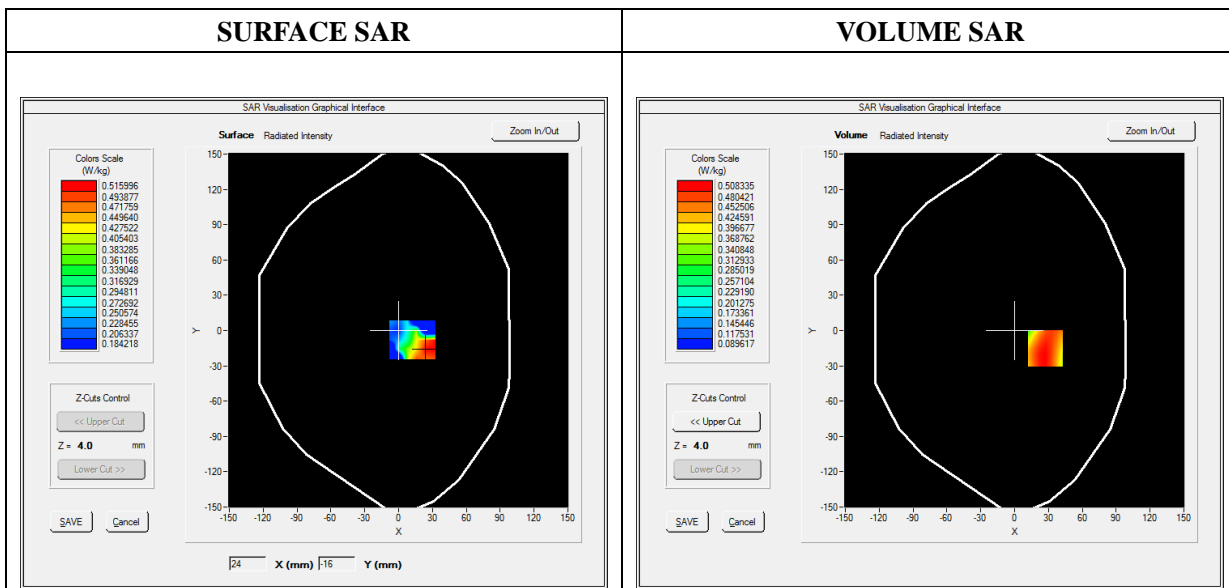 SURFACE SAR
VOLUME SAR
SAR Visualisation Graphical Interface
Surface Radiated Intensity
Zoom In/Out
Colors Scale
(W/kg)
0.515996
0.493877
0.471759
0.449640
0.427522
0.405403
0.383285
0.361166
0.339048
0.316929
0.294811
0.272692
0.250574
0.228455
0.206337
0.184218
150
120
90
60
30
0
-30
-60
-90
-120
-150
Y
-150 -120 -90 -60 -30 0 30 60 90 120 150
X
Z-Cuts Control
<< Upper Cut
Z = 4.0 mm
Lower Cut >>
SAVE Cancel
24 X (mm) -16 Y (mm)
SAR Visualisation Graphical Interface
Volume Radiated Intensity
Zoom In/Out
Colors Scale
(W/kg)
0.508335
0.480421
0.452506
0.424591
0.396677
0.368762
0.340848
0.312933
0.285019
0.257104
0.229190
0.201275
0.173361
0.145446
0.117531
0.089617
150
120
90
60
30
0
-30
-60
-90
-120
-150
Y
-150 -120 -90 -60 -30 0 30 60 90 120 150
X
Z-Cuts Control
<< Upper Cut
Z = 4.0 mm
Lower Cut >>
SAVE Cancel